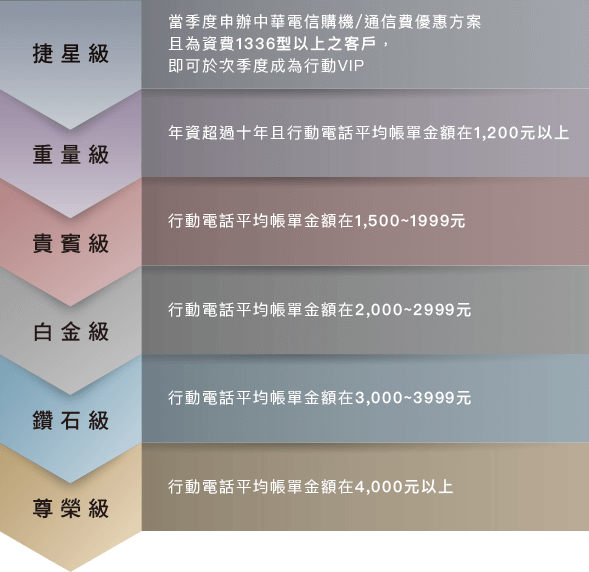 捷星級
當季度申辦中華電信購機/通信費優惠方案
且為資費1336型以上之客戶，
即可於次季度成為行動VIP
重量級
年資超過十年且行動電話平均帳單金額在1,200元以上
貴賓級
行動電話平均帳單金額在1,500~1999元
白金級
行動電話平均帳單金額在2,000~2999元
鑽石級
行動電話平均帳單金額在3,000~3999元
尊榮級
行動電話平均帳單金額在4,000元以上